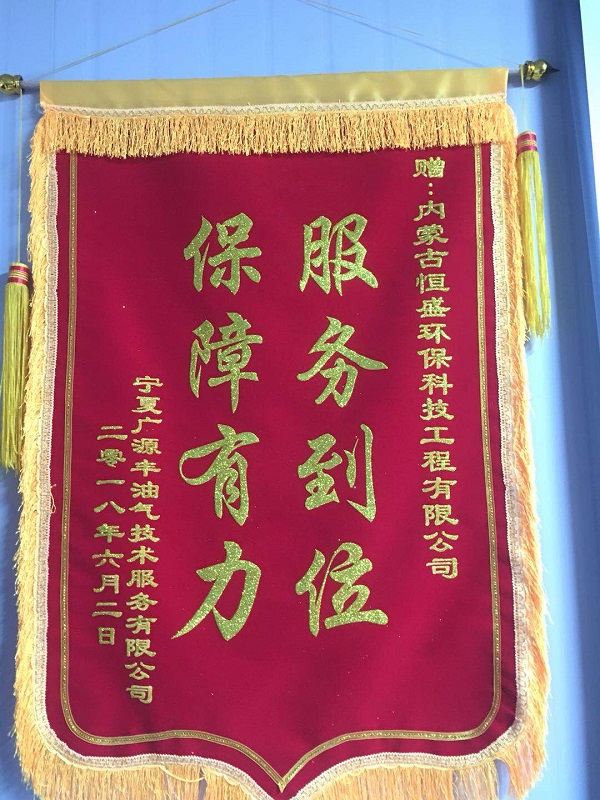 赠:内蒙古恒盛环保科技工程有限公司
服务到位
保障有力
宁夏广源丰油气技术服务有限公司
二零一八年六月二日